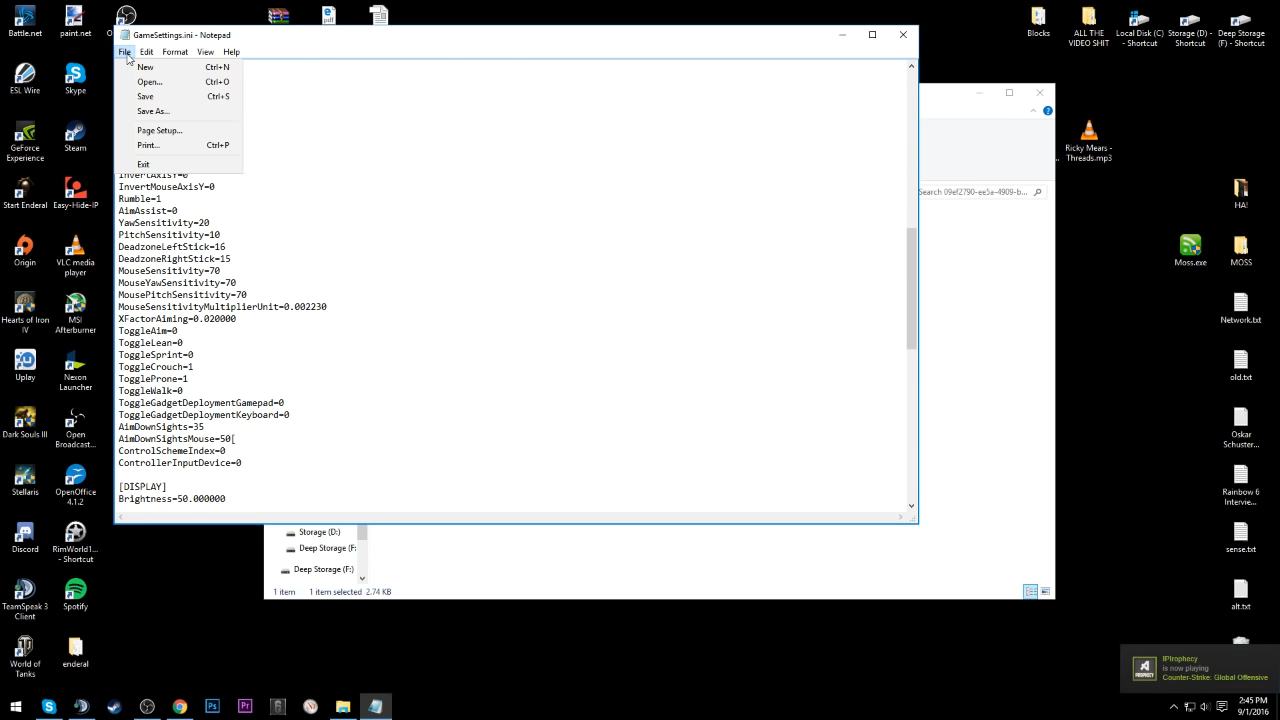 Battle.net
paint.net
GameSettings.ini - Notepad
File Edit Format View Help
New Ctrl+N
Open... Ctrl+O
Save Ctrl+S
Save As...
Page Setup...
Print... Ctrl+P
Exit
InvertAxisY=0
InvertMouseAxisY=0
Rumble=1
AimAssist=0
YawSensitivity=20
PitchSensitivity=10
DeadzoneLeftStick=16
DeadzoneRightStick=15
MouseSensitivity=70
MouseYawSensitivity=70
MousePitchSensitivity=70
MouseSensitivityMultiplierUnit=0.002230
XFactorAiming=0.020000
ToggleAim=0
ToggleLean=0
ToggleSprint=0
ToggleCrouch=1
ToggleProne=1
ToggleWalk=0
ToggleGadgetDeploymentGamepad=0
ToggleGadgetDeploymentKeyboard=0
AimDownSights=35
AimDownSightsMouse=50[
ControlSchemeIndex=0
ControllerInputDevice=0
[DISPLAY]
Brightness=50.000000
Search 09ef2790-ee5a-4909-b...
Storage (D:)
Deep Storage (F:
Deep Storage (F:)
1 item 1 item selected 2.74 KB
ESL Wire
Skype
GeForce
Experience
Steam
Start Enderal
Easy-Hide-IP
Origin
VLC media
player
Hearts of Iron
IV
MSI
Afterburner
Uplay
Nexon
Launcher
Dark Souls III
Open
Broadcast...
Stellaris
OpenOffice
4.1.2
Discord
RimWorld1...
- Shortcut
TeamSpeak 3
Client
Spotify
World of
Tanks
enderal
pdf
Blocks
ALL THE
VIDEO SHIT
Local Disk (C)
- Shortcut
Storage (D) -
Shortcut
Deep Storage
(F) - Shortcut
Ricky Mears -
Threads.mp3
HA!
Moss.exe
MOSS
Network.txt
old.txt
Oskar
Schuster...
Rainbow 6
Intervie...
sense.txt
alt.txt
IPIrophecy
is now playing
Counter-Strike: Global Offensive
2:45 PM
9/1/2016